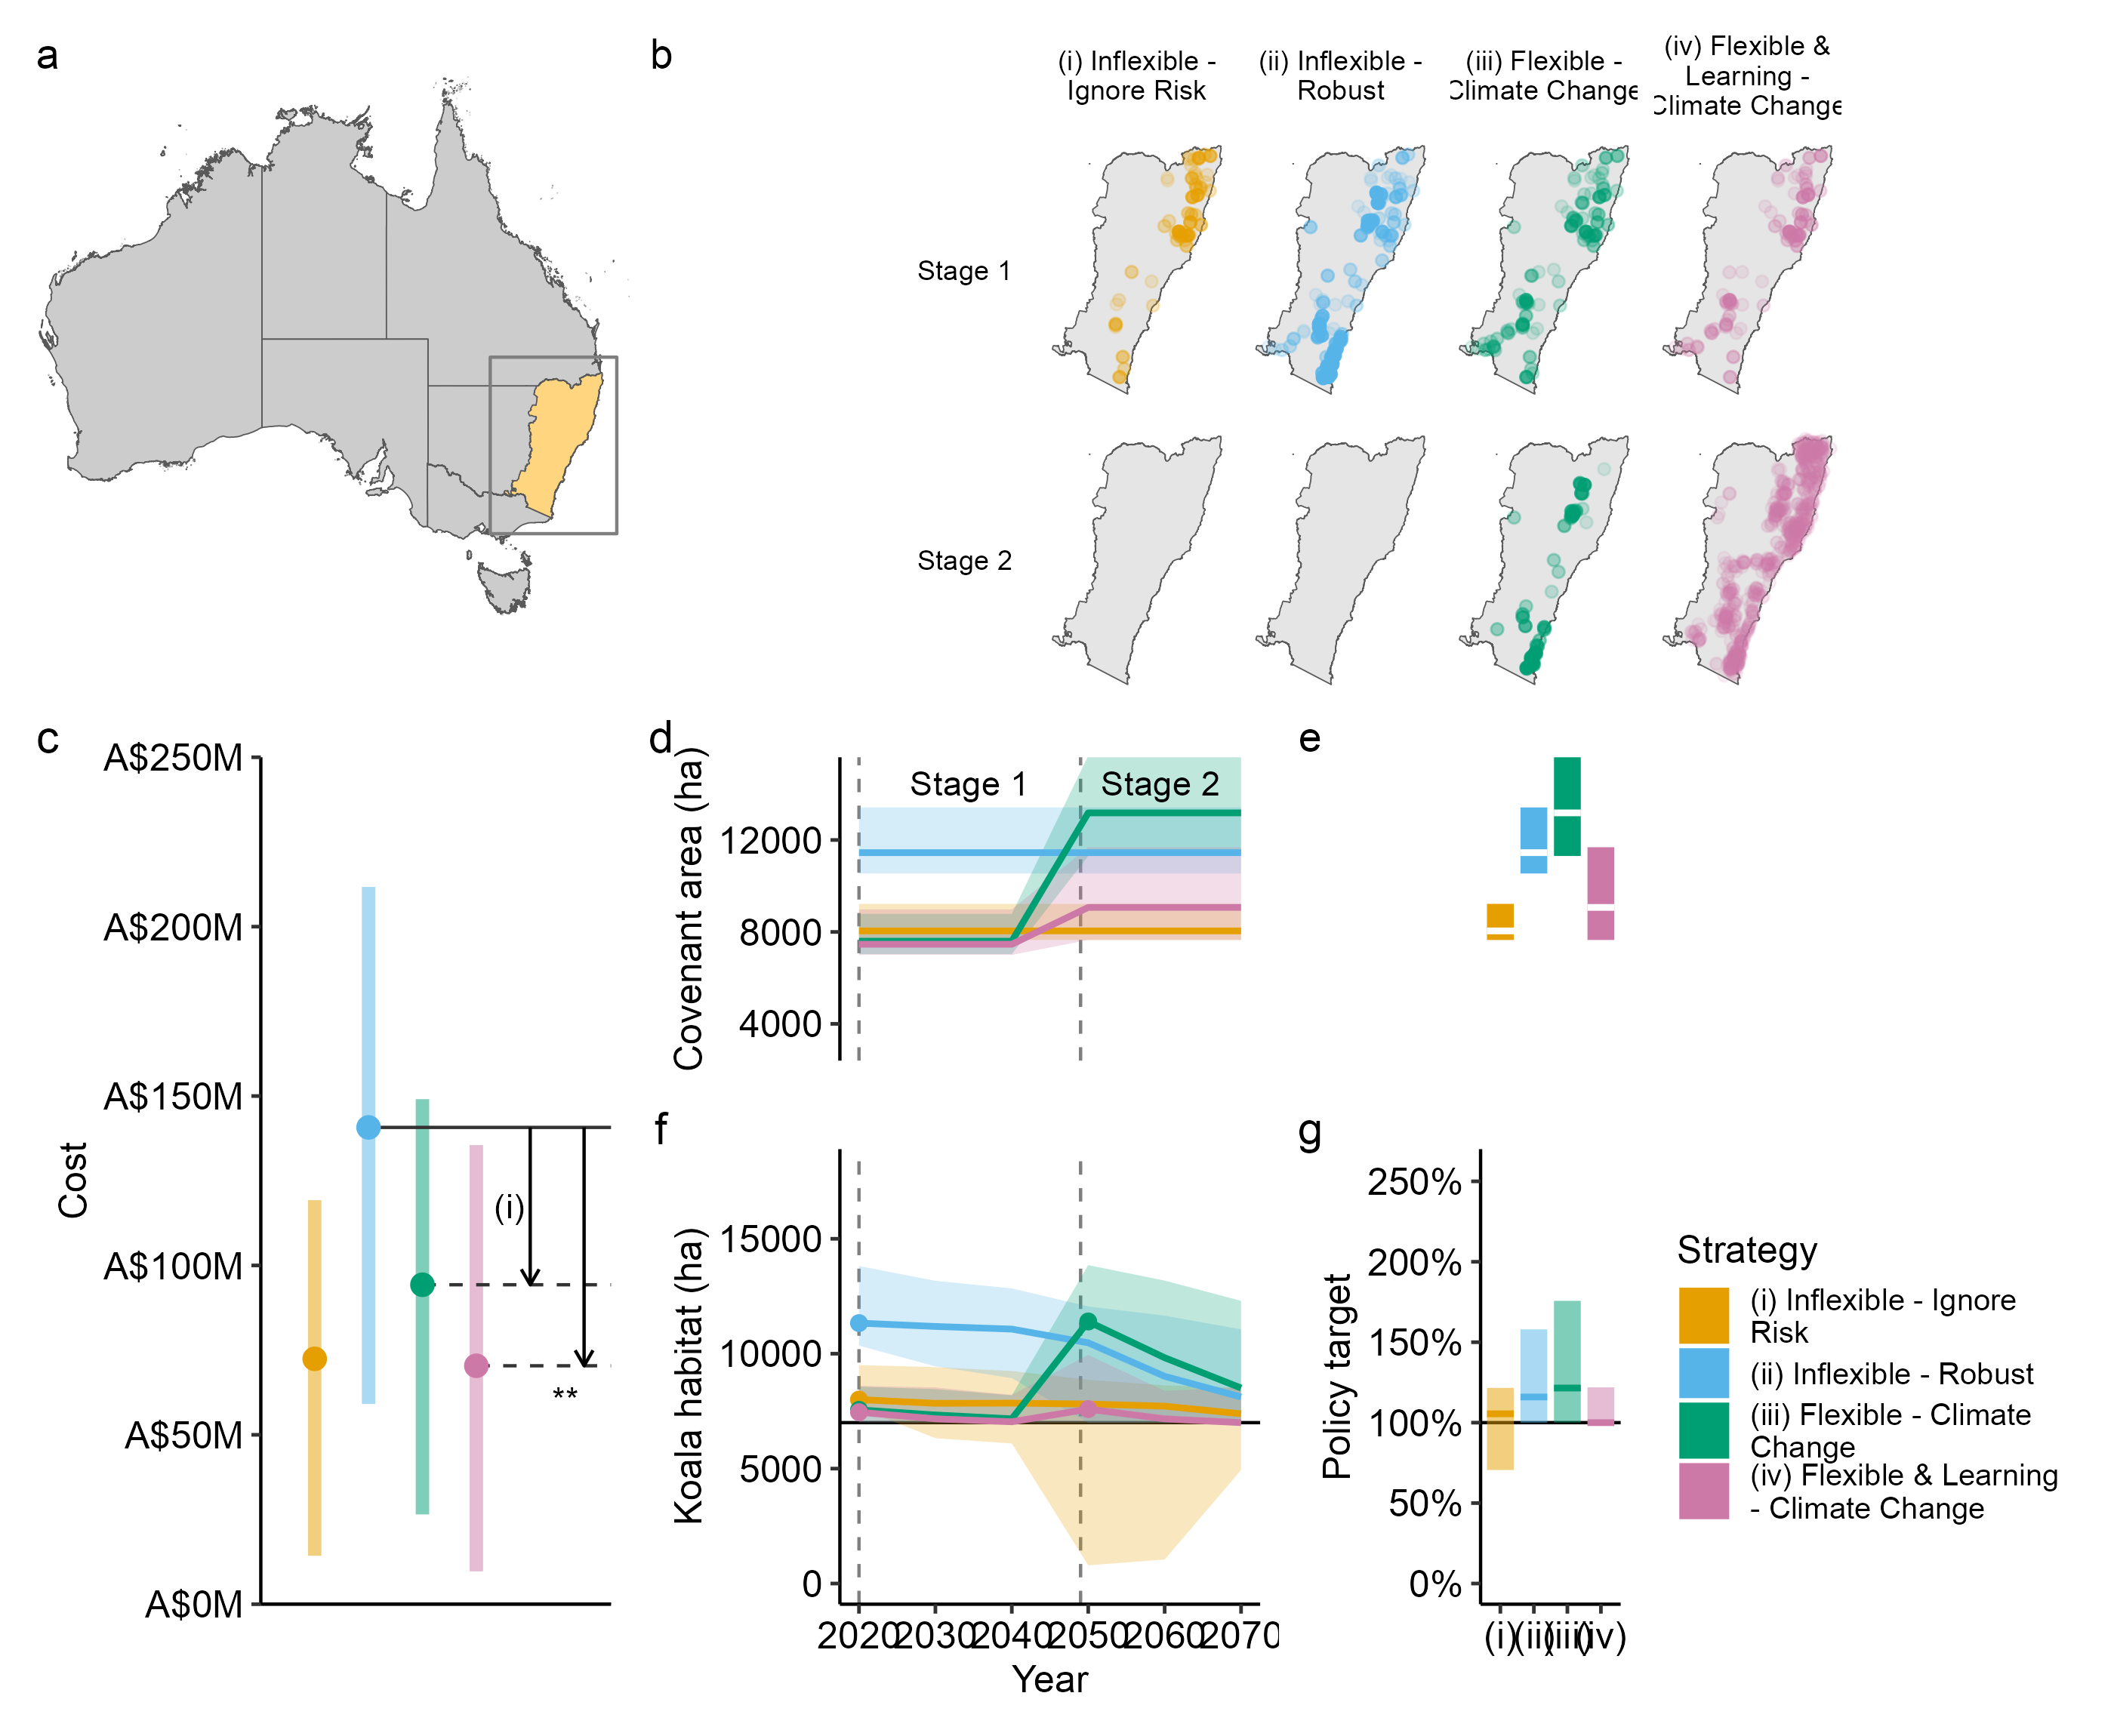 a
b
(i) Inflexible -
Ignore Risk
(ii) Inflexible -
Robust
(iii) Flexible -
Climate Change
(iv) Flexible &
Learning -
Climate Change
Stage 1
Stage 2
c
A$250M
A$200M
A$150M
A$100M
A$50M
A$0M
Cost
(i)
**
d
Covenant area (ha)
12000
8000
4000
Stage 1
Stage 2
e
f
Koala habitat (ha)
15000
10000
5000
0
2020
2030
2040
2050
2060
2070
Year
g
Policy target
250%
200%
150%
100%
50%
0%
(i)
(ii)
(iii)
(iv)
Strategy
(i) Inflexible - Ignore
Risk
(ii) Inflexible - Robust
(iii) Flexible - Climate
Change
(iv) Flexible & Learning
- Climate Change